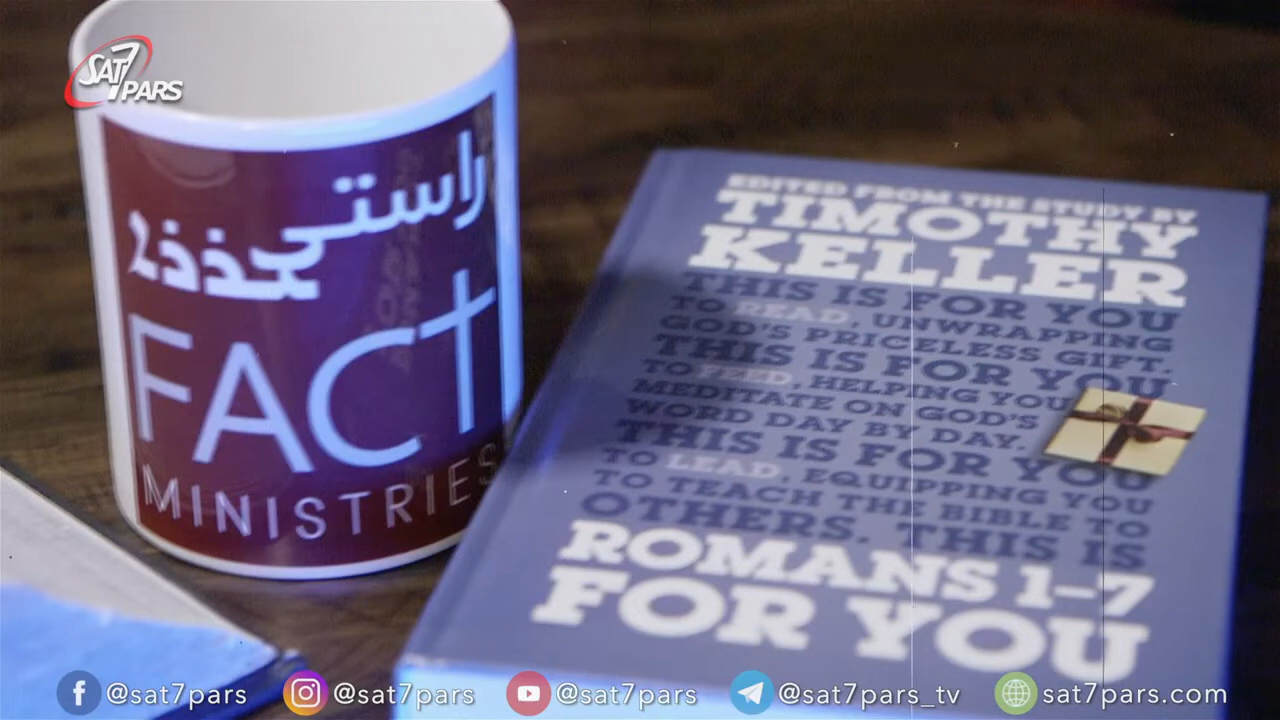 SAT7
PARS
راستی
FACT
MINISTRIES
EDITED FROM THE STUDY BY
TIMOTHY
KELLER
THIS IS FOR YOU
TO READ, UNWRAPPING
GOD'S PRICELESS GIFT.
THIS IS FOR YOU
TO FEED, HELPING YOU
MEDITATE ON GOD'S
WORD DAY BY DAY.
THIS IS FOR YOU
TO LEAD, EQUIPPING YOU
TO TEACH THE BIBLE TO
OTHERS. THIS IS
ROMANS 1–7
FOR YOU
@sat7pars
@sat7pars
@sat7pars
@sat7pars_tv
sat7pars.com